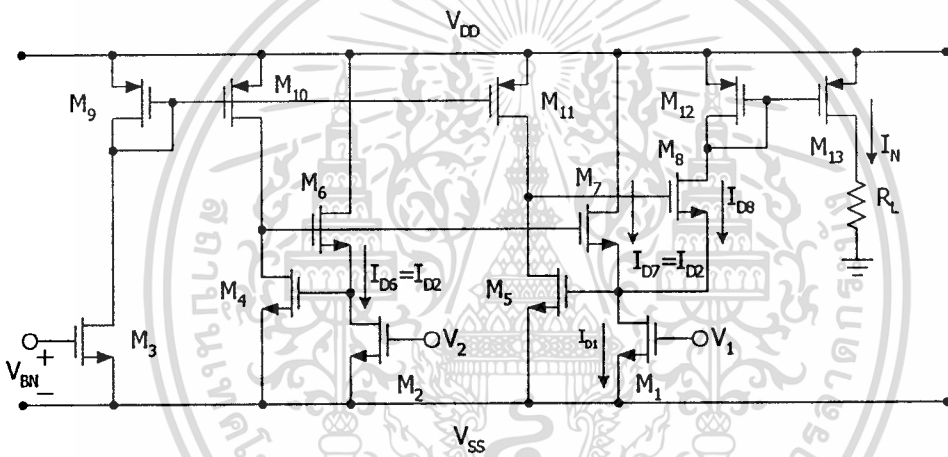 V_DD
M_9
M_10
M_11
M_12
M_13
I_N
R_L
M_6
M_7
M_8
I_D8
I_D6=I_D2
I_D7=I_D2
M_4
M_5
I_D1
V_2
V_1
V_BN
+
-
M_3
M_2
M_1
V_SS